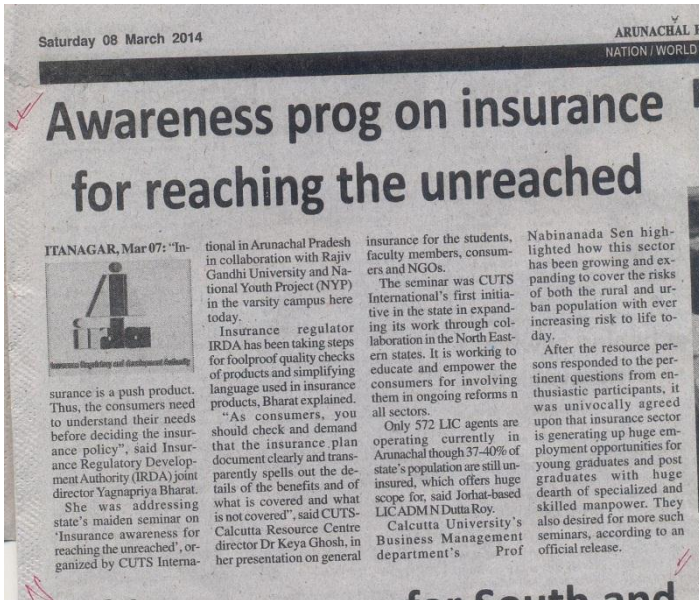 Saturday 08 March 2014
ARUNACHAL
NATION / WORLD
Awareness prog on insurance
for reaching the unreached
ITANAGAR, Mar 07: "In-
irda
Insurance Regulatory and Development Authority
surance is a push product.
Thus, the consumers need
to understand their needs
before deciding the insur-
ance policy", said Insur-
ance Regulatory Develop-
ment Authority (IRDA) joint
director Yagnapriya Bharat.
She was addressing
state's maiden seminar on
'Insurance awareness for
reaching the unreached', or-
ganized by CUTS Interna-
tional in Arunachal Pradesh
in collaboration with Rajiv
Gandhi University and Na-
tional Youth Project (NYP)
in the varsity campus here
today.
Insurance regulator
IRDA has been taking steps
for foolproof quality checks
of products and simplifying
language used in insurance
products, Bharat explained.
"As consumers, you
should check and demand
that the insurance plan
document clearly and trans-
parently spells out the de-
tails of the benefits and of
what is covered and what
is not covered", said CUTS-
Calcutta Resource Centre
director Dr Keya Ghosh, in
her presentation on general
insurance for the students,
faculty members, consum-
ers and NGOs.
The seminar was CUTS
International's first initia-
tive in the state in expand-
ing its work through col-
laboration in the North East-
ern states. It is working to
educate and empower the
consumers for involving
them in ongoing reforms n
all sectors.
Only 572 LIC agents are
operating currently in
Arunachal though 37-40% of
state's population are still un-
insured, which offers huge
scope for, said Jorhat-based
LIC ADM N Dutta Roy.
Calcutta University's
Business Management
department's Prof
Nabinanada Sen high-
lighted how this sector
has been growing and ex-
panding to cover the risks
of both the rural and ur-
ban population with ever
increasing risk to life to-
day.
After the resource per-
sons responded to the per-
tinent questions from en-
thusiastic participants, it
was univocally agreed
upon that insurance sector
is generating up huge em-
ployment opportunities for
young graduates and post
graduates with huge
dearth of specialized and
skilled manpower. They
also desired for more such
seminars, according to an
official release.
for South and